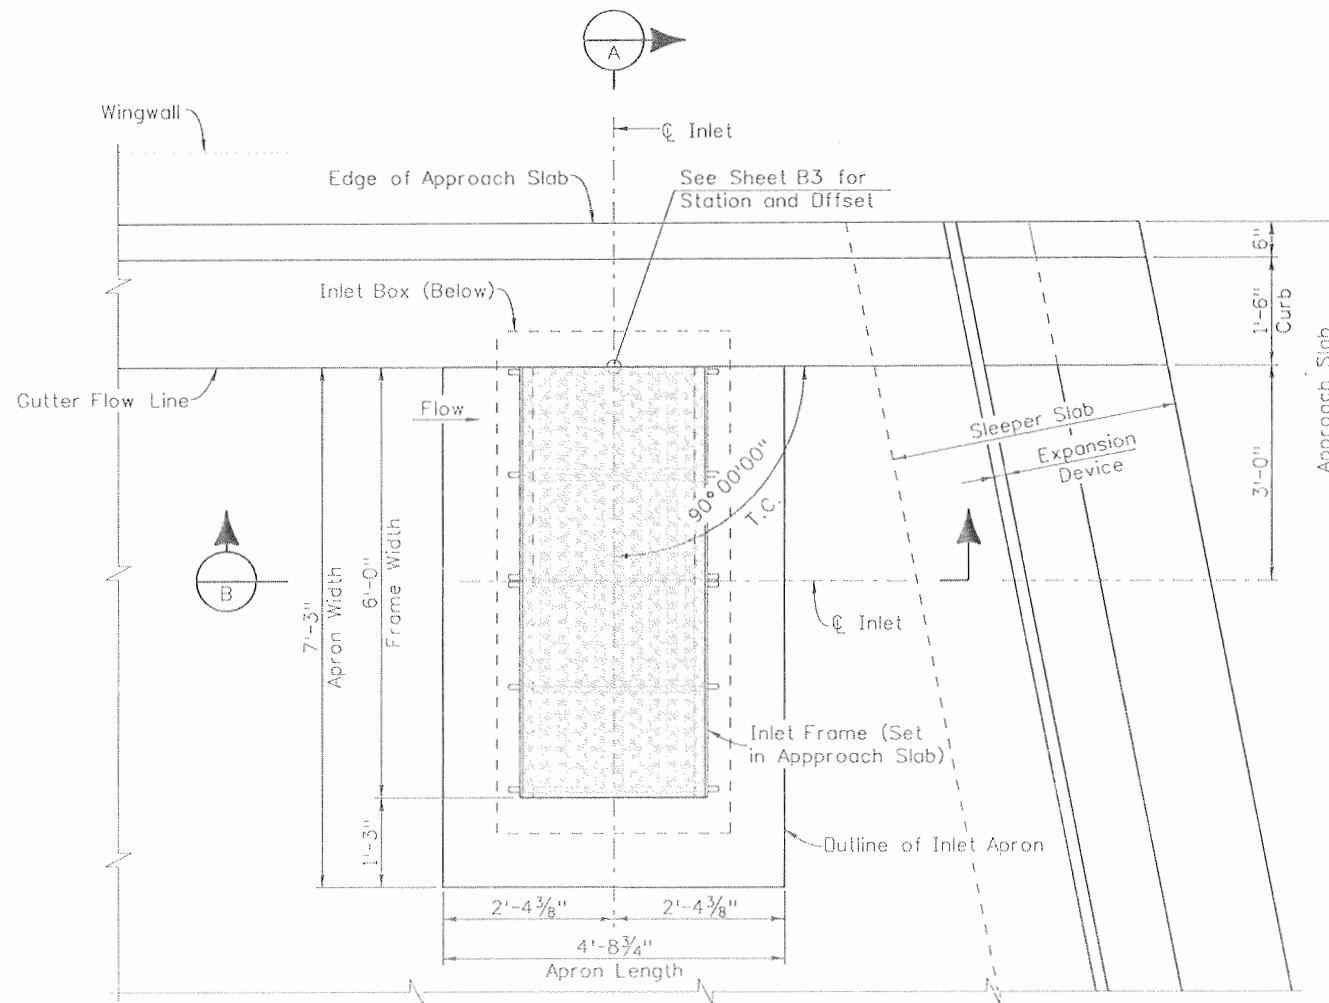 A
Wingwall
℄ Inlet
Edge of Approach Slab
See Sheet B3 for
Station and Offset
6"
Inlet Box (Below)
1'-6"
Curb
Approach Slab
Gutter Flow Line
Flow
Sleeper Slab
Expansion
Device
3'-0"
90°00'00"
T.C.
B
7'-3"
Apron Width
6'-0"
Frame Width
℄ Inlet
Inlet Frame (Set
in Appproach Slab)
1'-3"
Outline of Inlet Apron
2'-4⅜"
2'-4⅜"
4'-8¾"
Apron Length